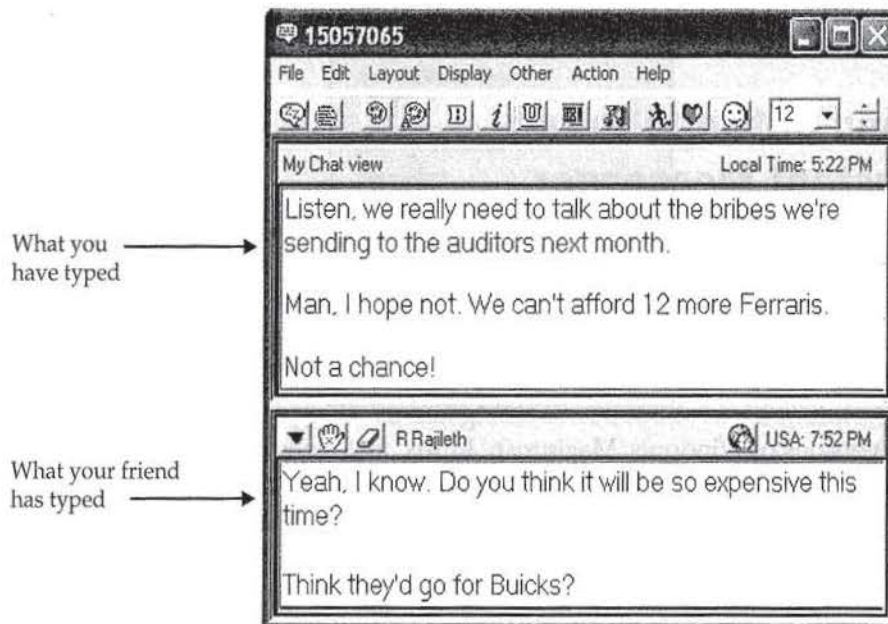 15057065
File Edit Layout Display Other Action Help
12
My Chat view Local Time: 5:22 PM
Listen, we really need to talk about the bribes we're
sending to the auditors next month.
Man, I hope not. We can't afford 12 more Ferraris.
Not a chance!
What you
have typed
R Rajleth USA: 7:52 PM
Yeah, I know. Do you think it will be so expensive this
time?
Think they'd go for Buicks?
What your friend
has typed